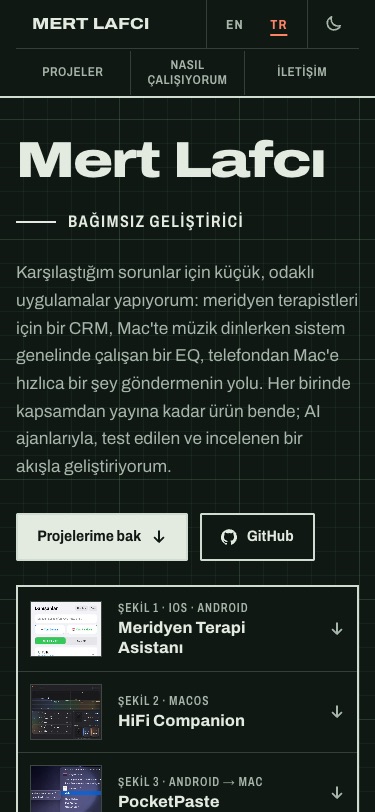 MERT LAFCI
EN
TR
PROJELER
NASIL
ÇALIŞIYORUM
İLETİŞİM
Mert Lafcı
BAĞIMSIZ GELİŞTİRİCİ
Karşılaştığım sorunlar için küçük, odaklı
uygulamalar yapıyorum: meridyen terapistleri
için bir CRM, Mac'te müzik dinlerken sistem
genelinde çalışan bir EQ, telefondan Mac'e
hızlıca bir şey göndermenin yolu. Her birinde
kapsamdan yayına kadar ürün bende; AI
ajanlarıyla, test edilen ve incelenen bir
akışla geliştiriyorum.
Projelerime bak ↓
GitHub
ŞEKİL 1 · IOS · ANDROID
Meridyen Terapi
Asistanı
↓
ŞEKİL 2 · MACOS
HiFi Companion
↓
ŞEKİL 3 · ANDROID → MAC
PocketPaste
↓